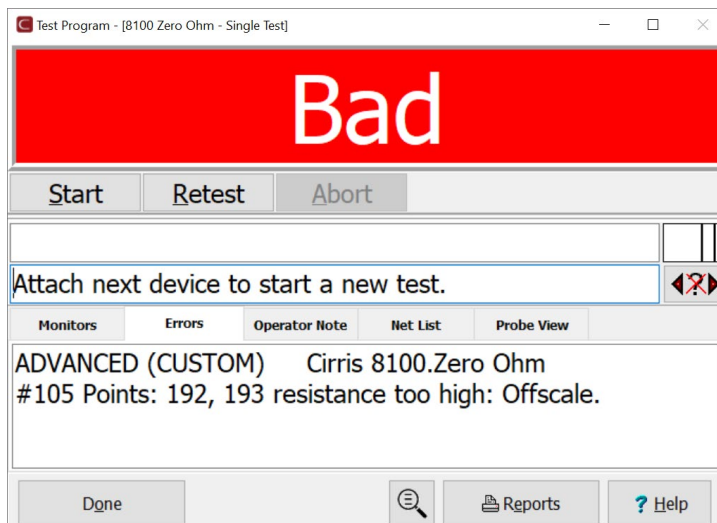 Test Program - [8100 Zero Ohm - Single Test]
Bad
Start Retest Abort
Attach next device to start a new test.
Monitors Errors Operator Note Net List Probe View
ADVANCED (CUSTOM) Cirris 8100.Zero Ohm
#105 Points: 192, 193 resistance too high: Offscale.
Done Reports ? Help